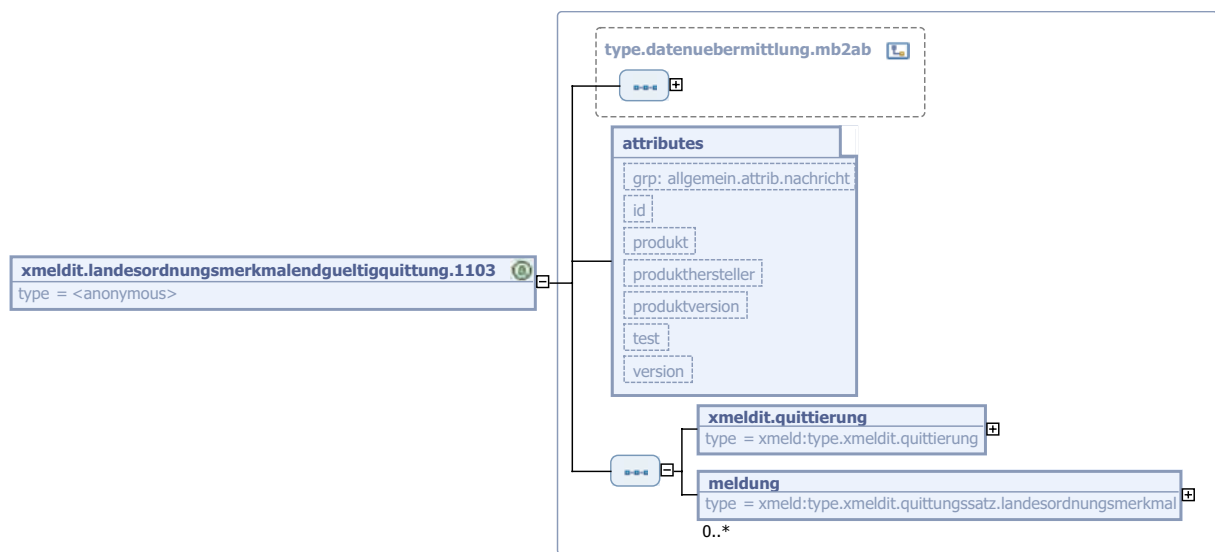 type.datenuebermittlung.mb2ab
attributes
grp: allgemein.attrib.nachricht
id
produkt
produkthersteller
produktversion
test
version
xmeldit.landesordnungsmerkmalendgueltigquittung.1103
type = <anonymous>
xmeldit.quittierung
type = xmeld:type.xmeldit.quittierung
meldung
type = xmeld:type.xmeldit.quittungssatz.landesordnungsmerkmal
0..*